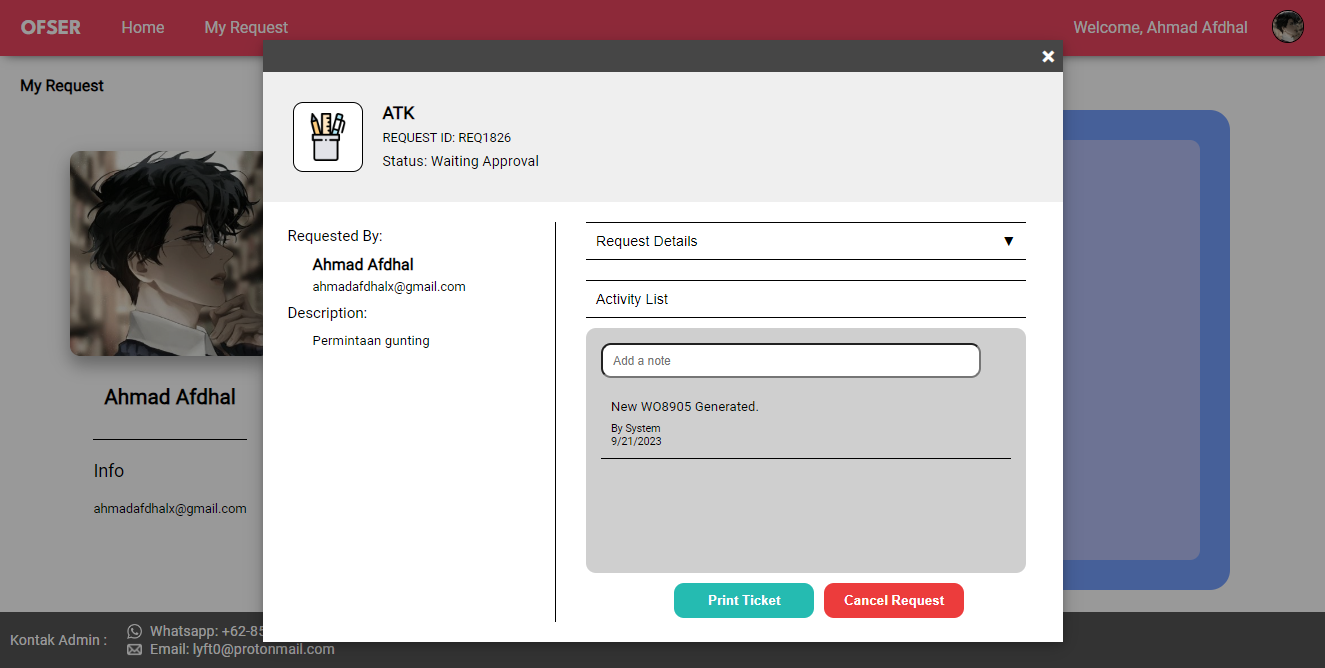 OFSER Home My Request Welcome, Ahmad Afdhal
My Request
Ahmad Afdhal
Info
ahmadafdhalx@gmail.com
×
ATK
REQUEST ID: REQ1826
Status: Waiting Approval
Requested By:
Ahmad Afdhal
ahmadafdhalx@gmail.com
Description:
Permintaan gunting
Request Details ▼
Activity List
Add a note
New WO8905 Generated.
By System
9/21/2023
Print Ticket Cancel Request
Kontak Admin :
Whatsapp: +62-85
Email: lyft0@protonmail.com